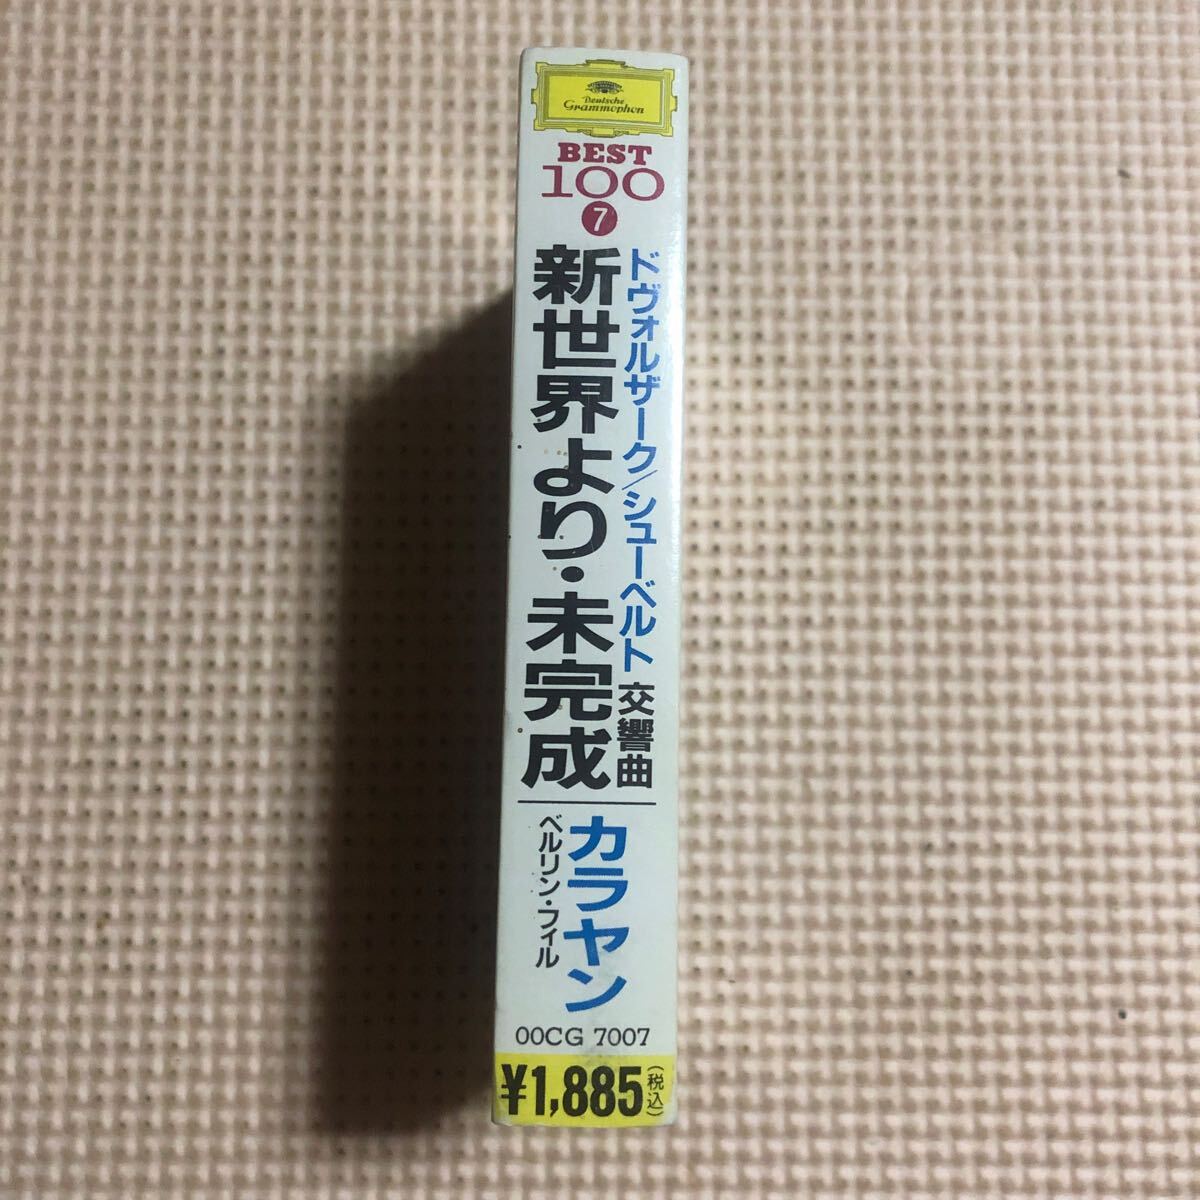 Deutsche
Grammophon
BEST
100
7
ドヴォルザーク/シューベルト 交響曲
新世界より・未完成
カラヤン
ベルリン・フィル
00CG 7007
¥1,885(税込)